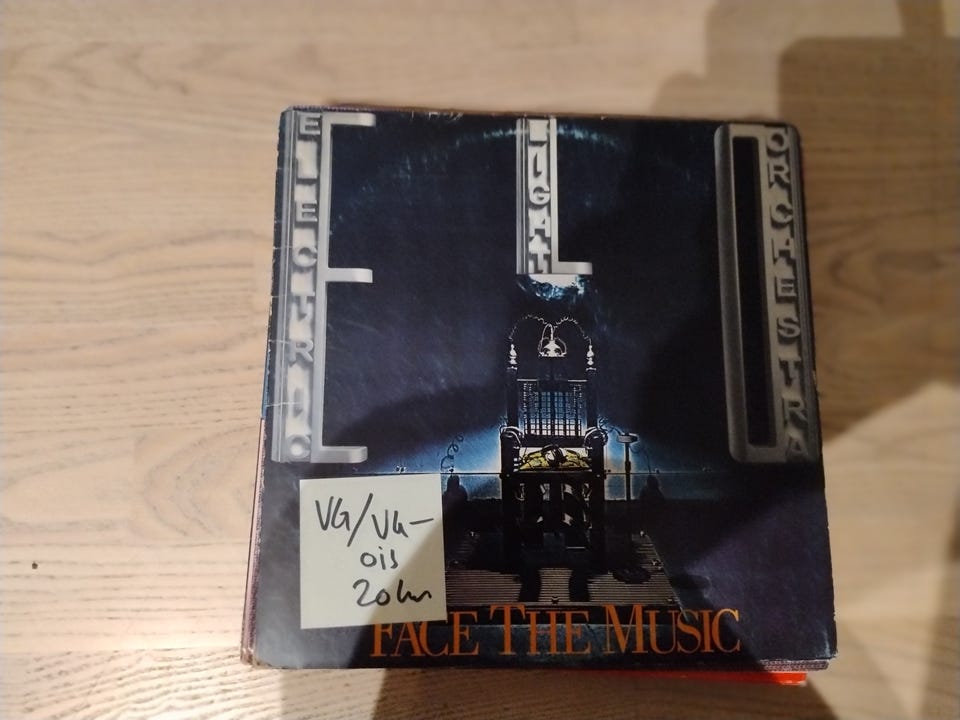 ELECTRIC
LIGHT
ORCHESTRA
VG/VG-
ois
20kr
FACE THE MUSIC